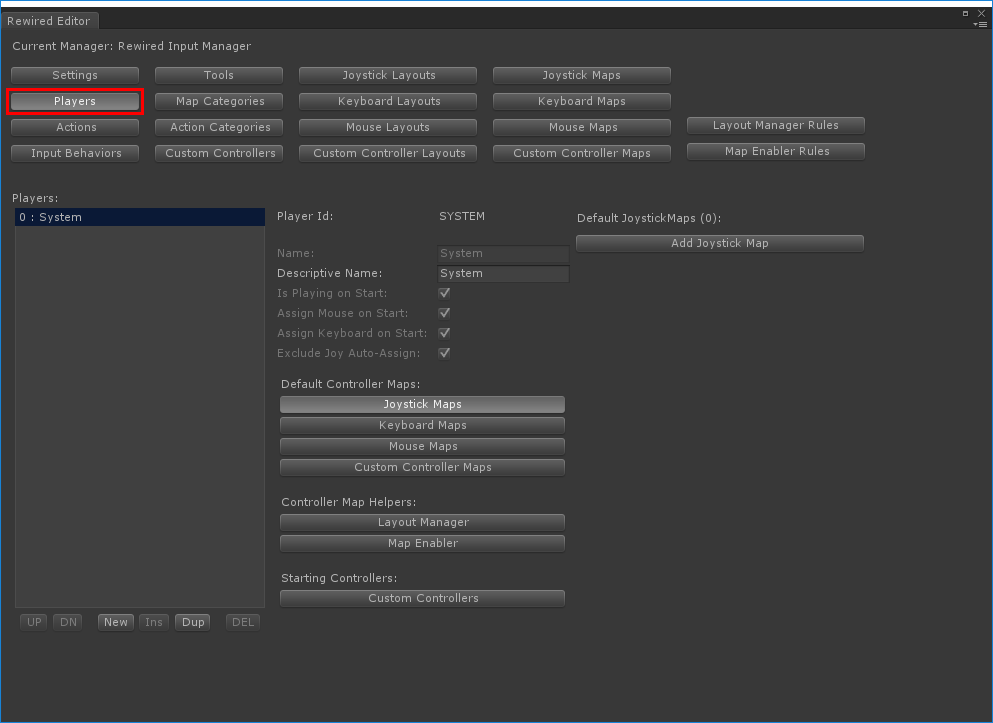 Rewired Editor
Current Manager: Rewired Input Manager
Settings Tools Joystick Layouts Joystick Maps
Players Map Categories Keyboard Layouts Keyboard Maps
Actions Action Categories Mouse Layouts Mouse Maps Layout Manager Rules
Input Behaviors Custom Controllers Custom Controller Layouts Custom Controller Maps Map Enabler Rules
Players:
0 : System
Player Id: SYSTEM
Name: System
Descriptive Name: System
Is Playing on Start:
Assign Mouse on Start:
Assign Keyboard on Start:
Exclude Joy Auto-Assign:
Default Controller Maps:
Joystick Maps
Keyboard Maps
Mouse Maps
Custom Controller Maps
Controller Map Helpers:
Layout Manager
Map Enabler
Starting Controllers:
Custom Controllers
Default JoystickMaps (0):
Add Joystick Map
UP DN New Ins Dup DEL